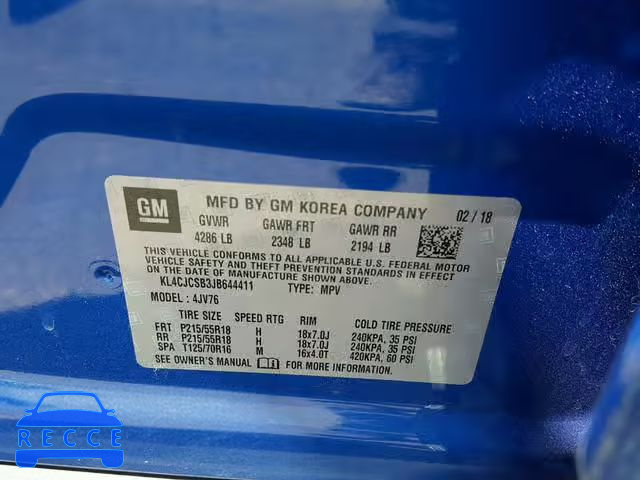 GM
MFD BY GM KOREA COMPANY 02 / 18
GVWR GAWR FRT GAWR RR
4286 LB 2348 LB 2194 LB
THIS VEHICLE CONFORMS TO ALL APPLICABLE U.S. FEDERAL MOTOR
VEHICLE SAFETY AND THEFT PREVENTION STANDARDS IN EFFECT ON
THE DATE OF MANUFACTURE SHOWN ABOVE.
KL4CJCSB3JB644411 TYPE: MPV
MODEL : 4JV76
TIRE SIZE SPEED RTG RIM COLD TIRE PRESSURE
FRT P215/55R18 H 18x7.0J 240KPA, 35 PSI
RR P215/55R18 H 18x7.0J 240KPA, 35 PSI
SPA T125/70R16 M 16x4.0T 420KPA, 60 PSI
SEE OWNER'S MANUAL FOR MORE INFORMATION.
RECCE